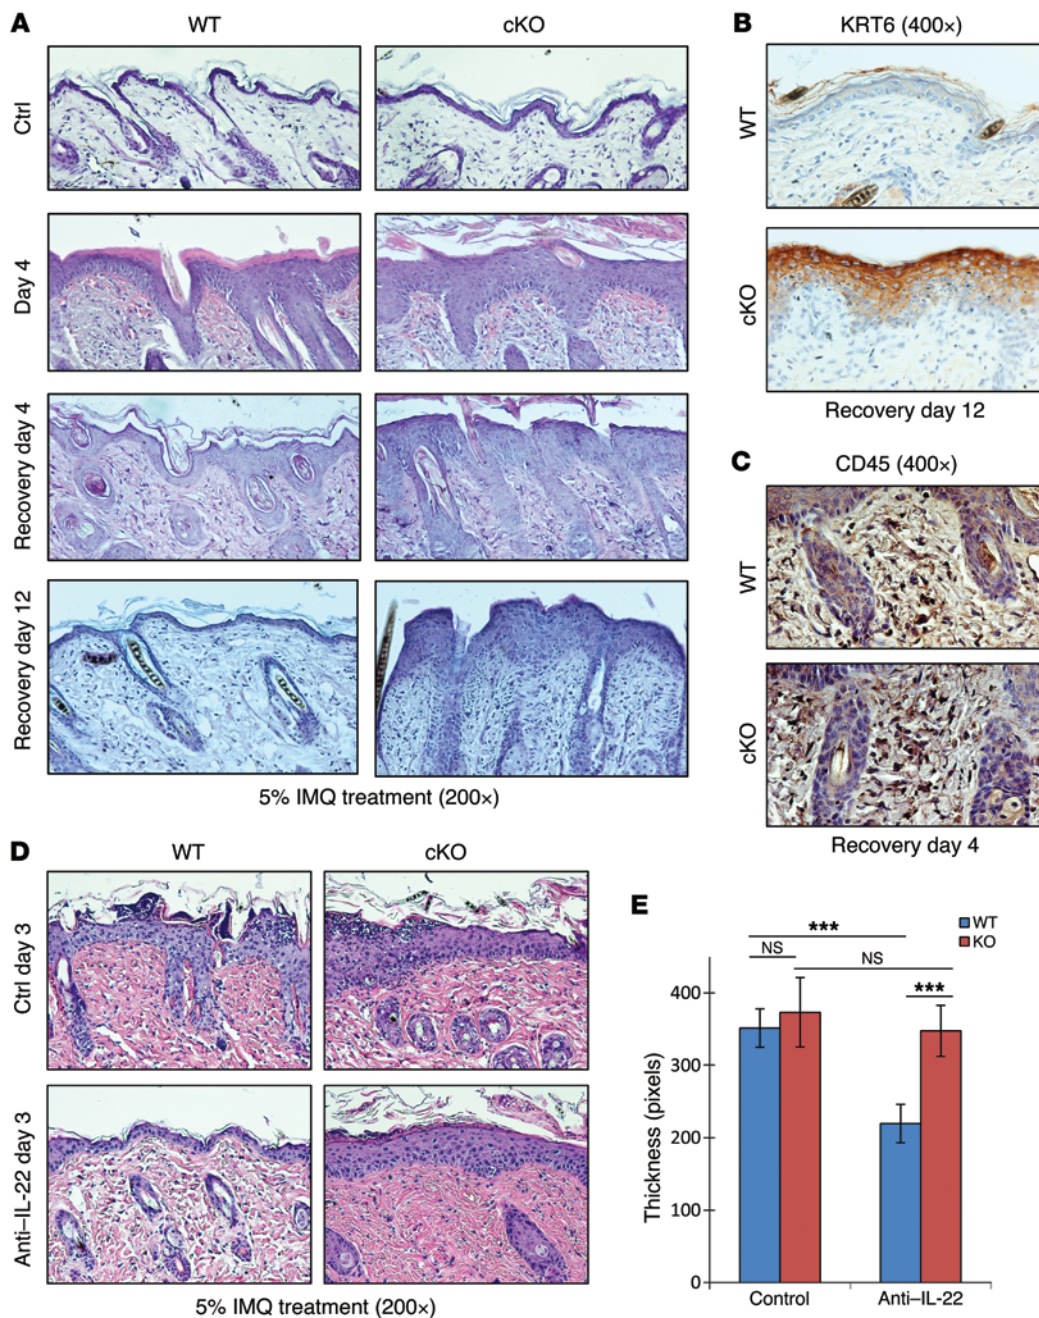 A
WT
cKO
Ctrl
Day 4
Recovery day 4
Recovery day 12
5% IMQ treatment (200×)
B
KRT6 (400×)
WT
cKO
Recovery day 12
C
CD45 (400×)
WT
cKO
Recovery day 4
D
WT
cKO
Ctrl day 3
Anti–IL-22 day 3
5% IMQ treatment (200×)
E
WT
KO
***
NS
NS
***
Thickness (pixels)
400
300
200
100
0
Control
Anti–IL-22